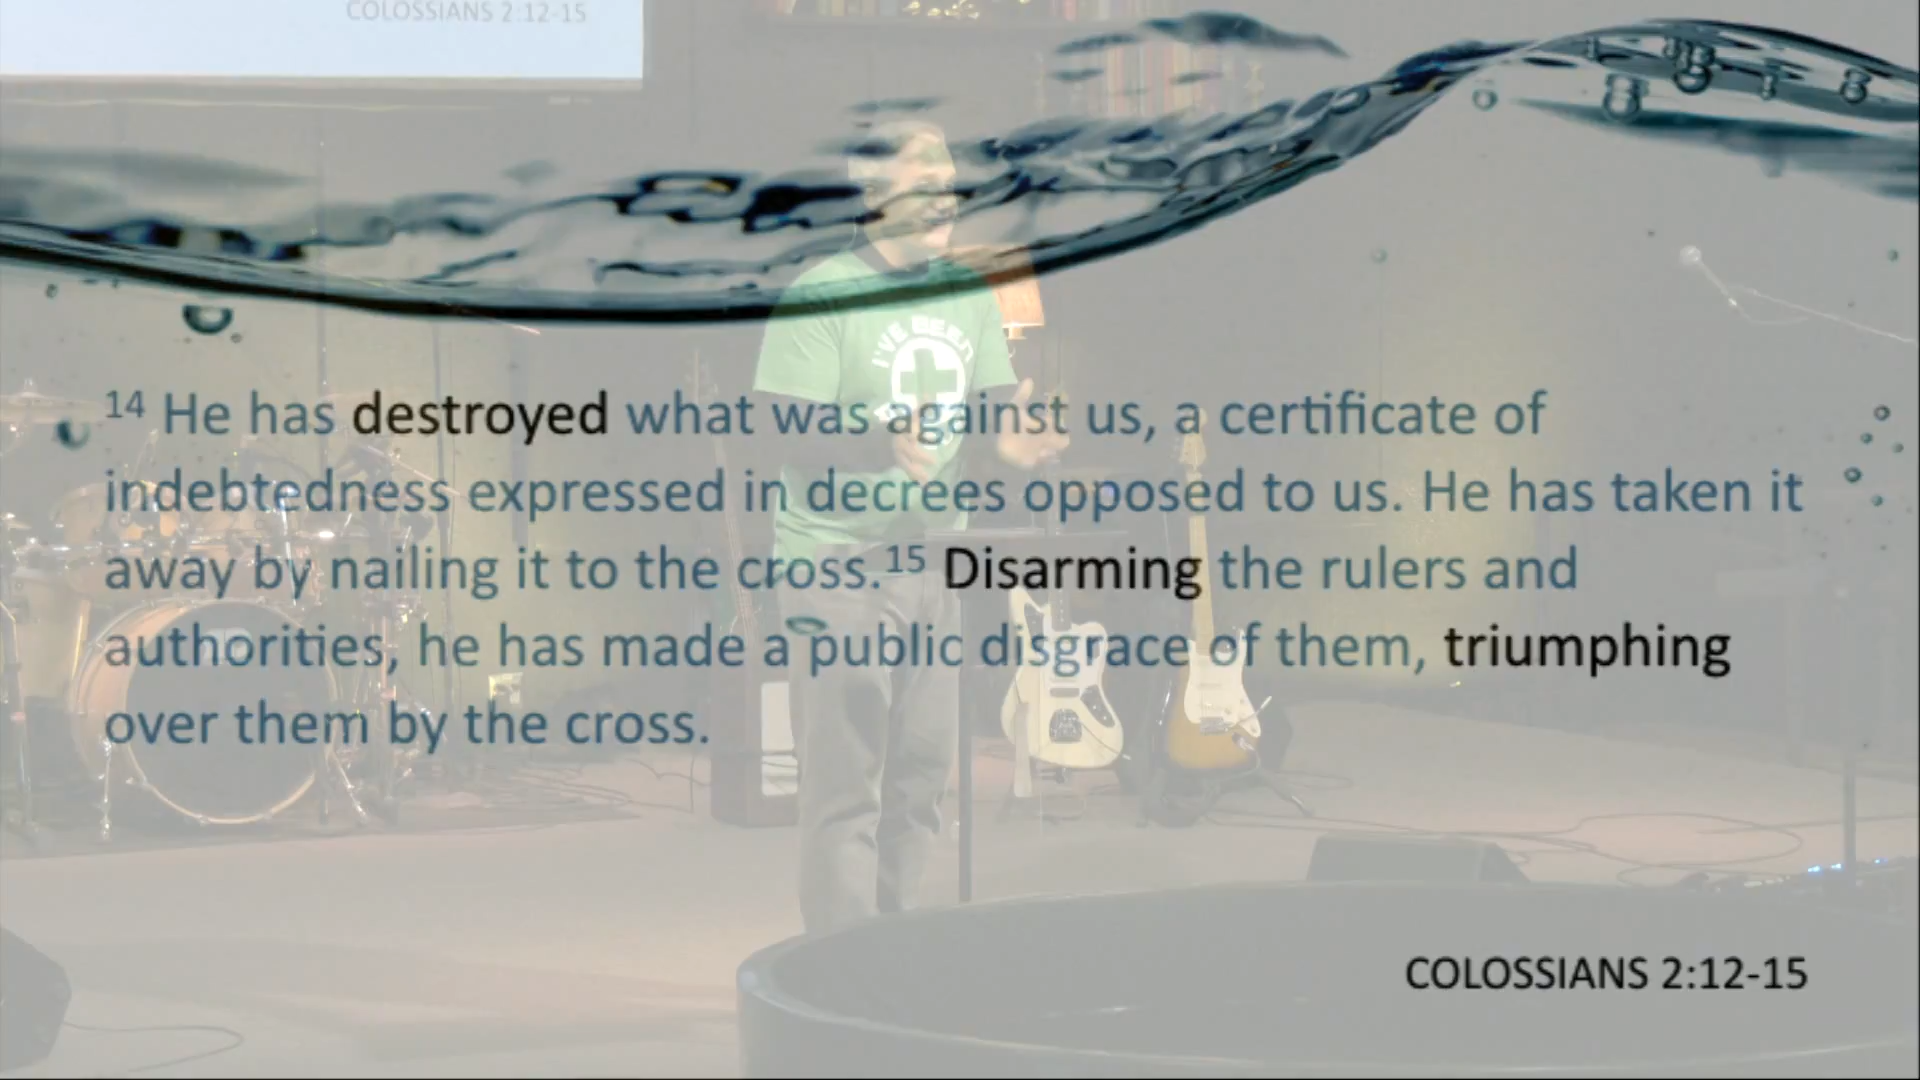 COLOSSIANS 2:12-15
I'VE BEEN
14 He has destroyed what was against us, a certificate of
indebtedness expressed in decrees opposed to us. He has taken it
away by nailing it to the cross.15 Disarming the rulers and
authorities, he has made a public disgrace of them, triumphing
over them by the cross.
COLOSSIANS 2:12-15